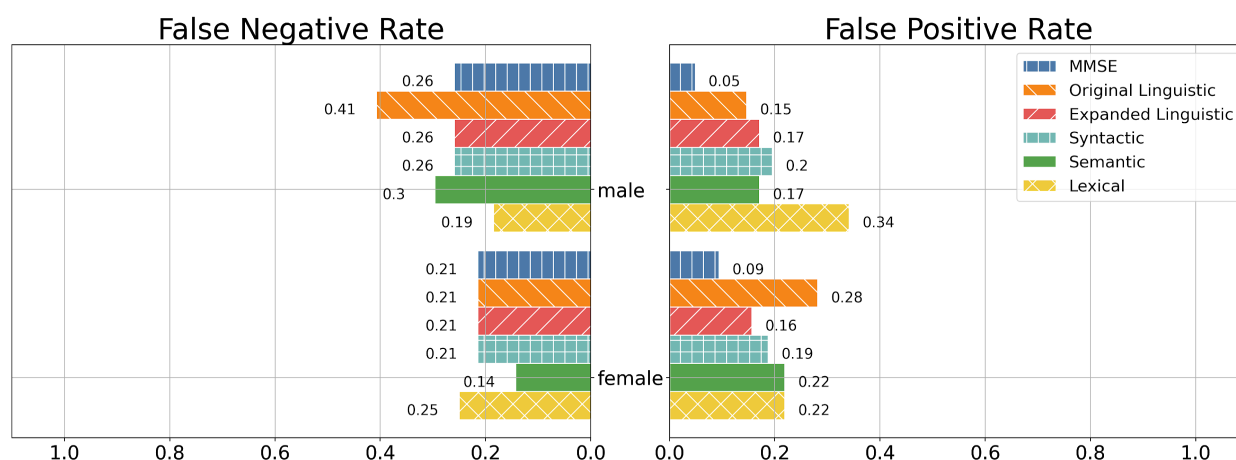 False Negative Rate
False Positive Rate
0.26
0.41
0.26
0.26
0.3
0.19
male
0.21
0.21
0.21
0.21
0.14
0.25
female
0.05
0.15
0.17
0.2
0.17
0.34
0.09
0.28
0.16
0.19
0.22
0.22
MMSE
Original Linguistic
Expanded Linguistic
Syntactic
Semantic
Lexical
1.0 0.8 0.6 0.4 0.2 0.0
0.0 0.2 0.4 0.6 0.8 1.0